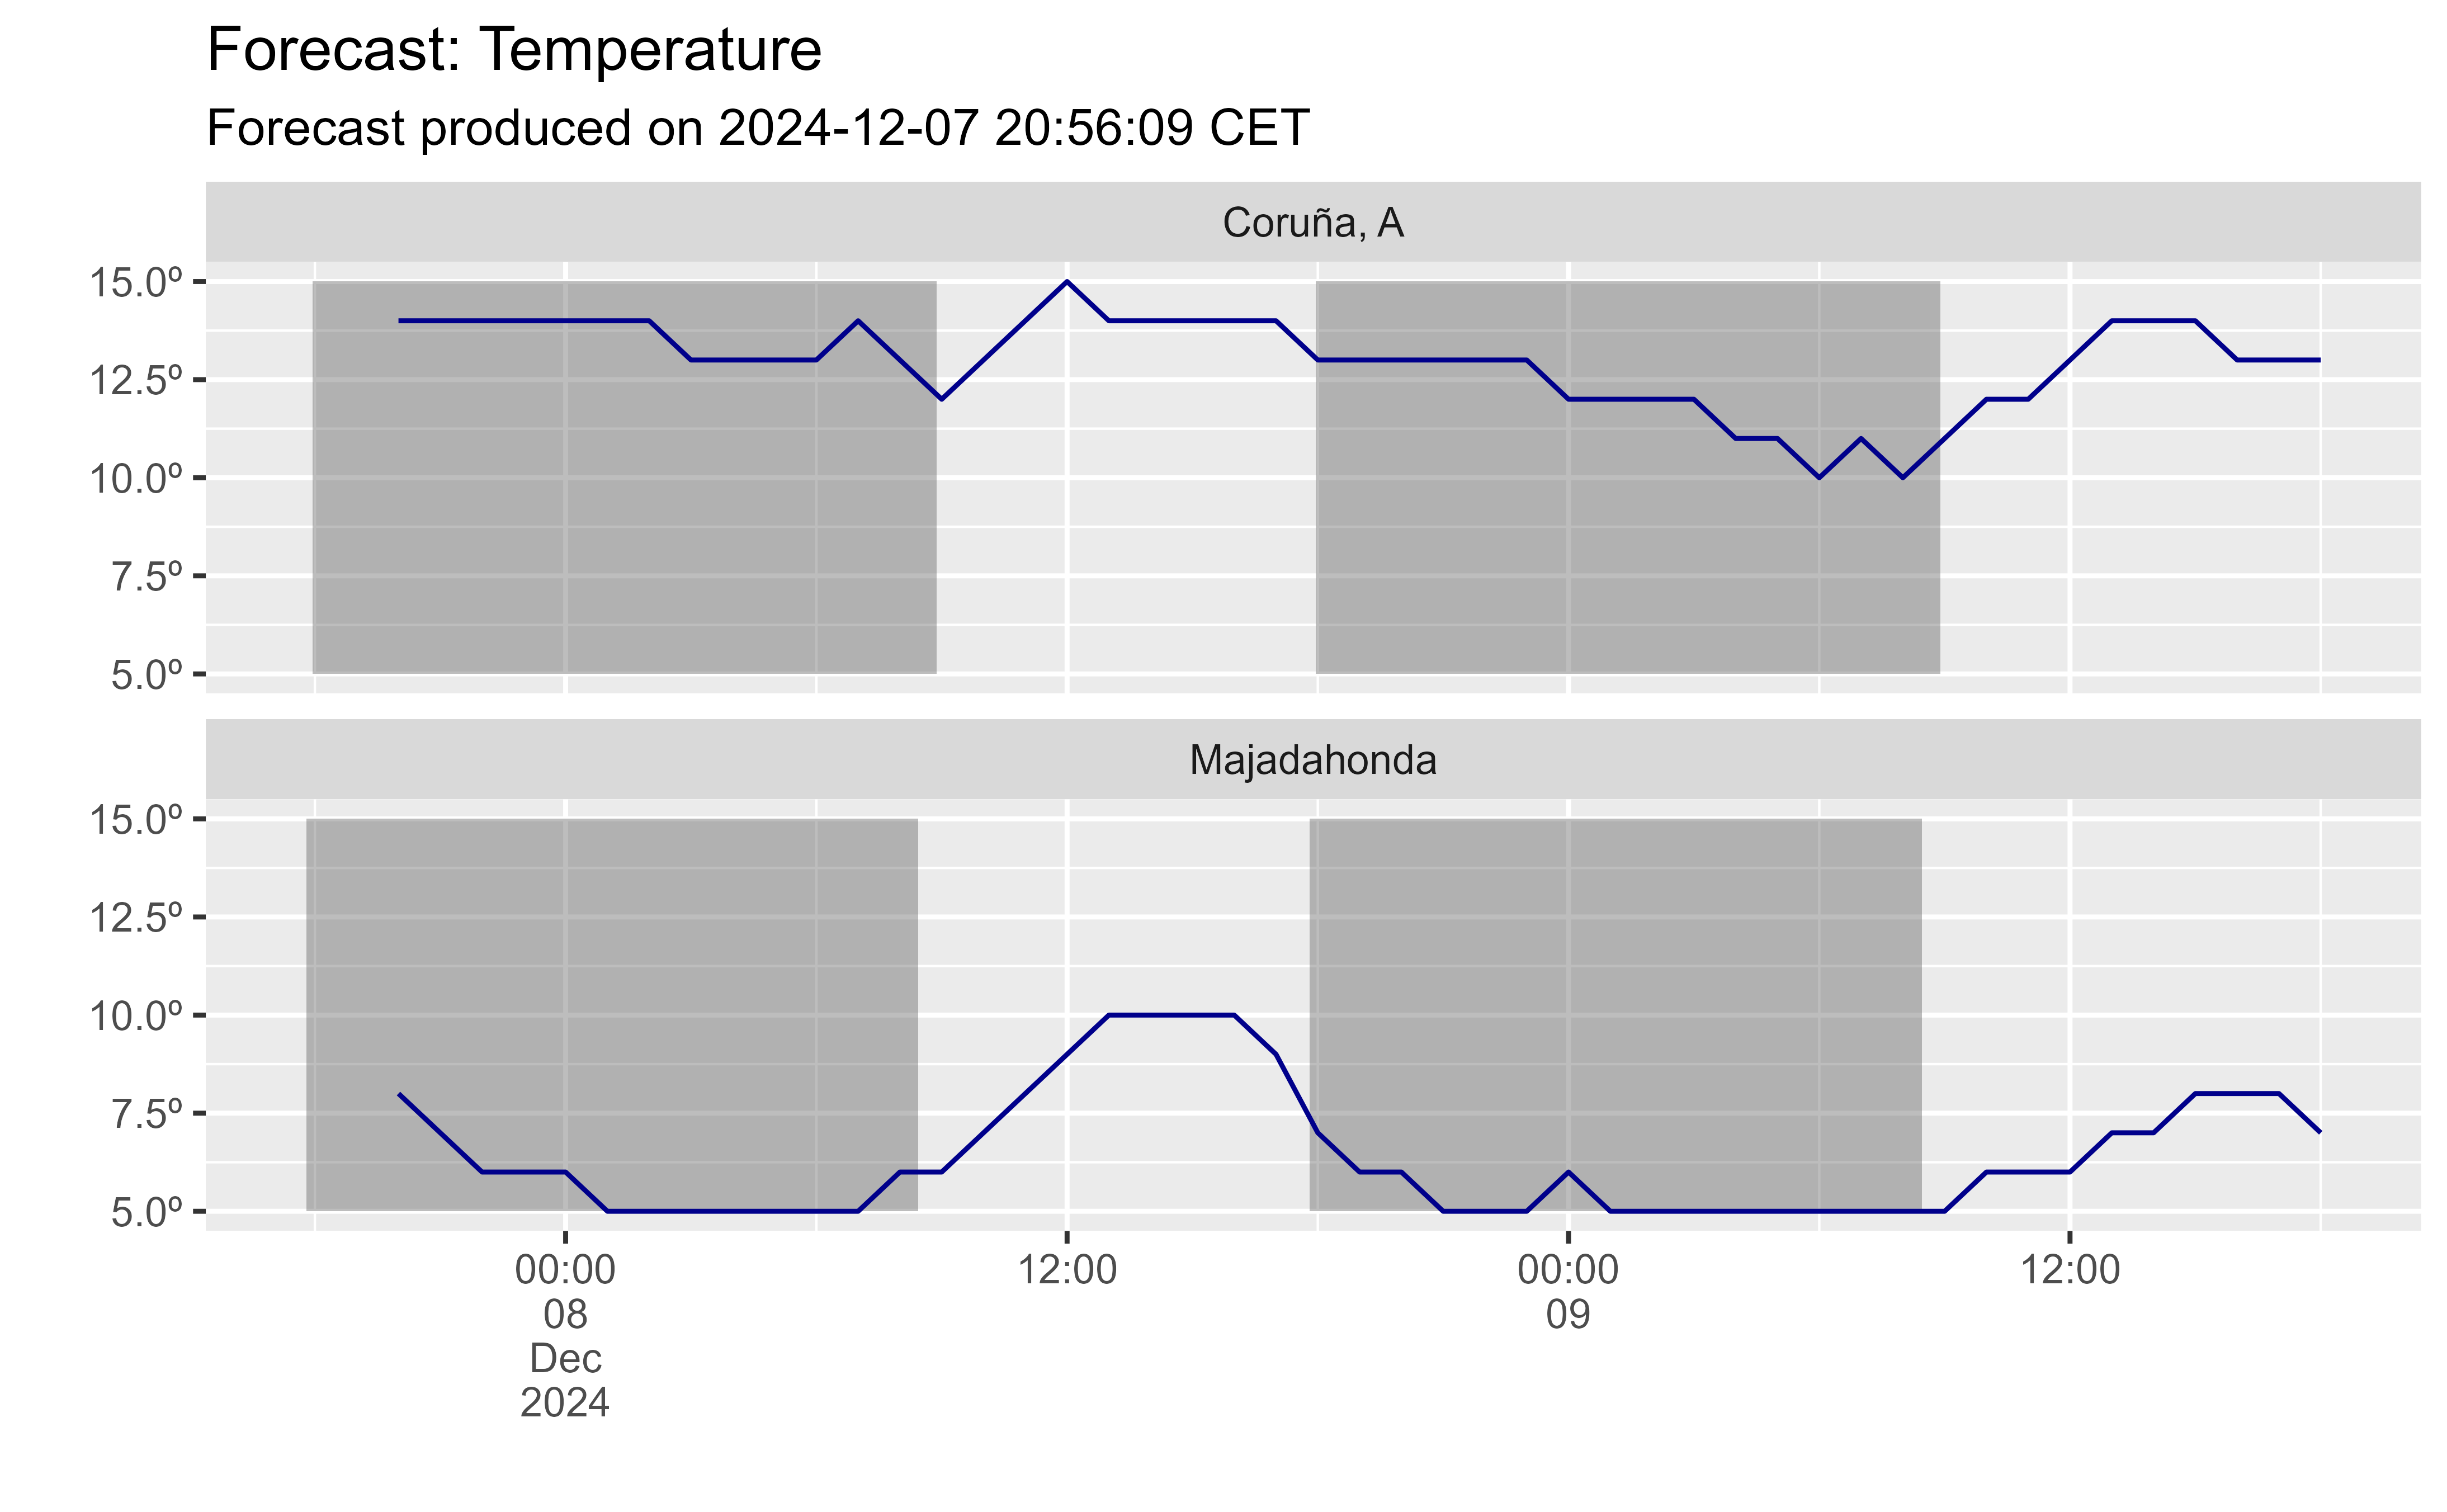 Forecast: Temperature
Forecast produced on 2024-12-07 20:56:09 CET
Coruña, A
15.0º
12.5º
10.0º
7.5º
5.0º
Majadahonda
15.0º
12.5º
10.0º
7.5º
5.0º
00:00 12:00 00:00 12:00
08 09
Dec
2024